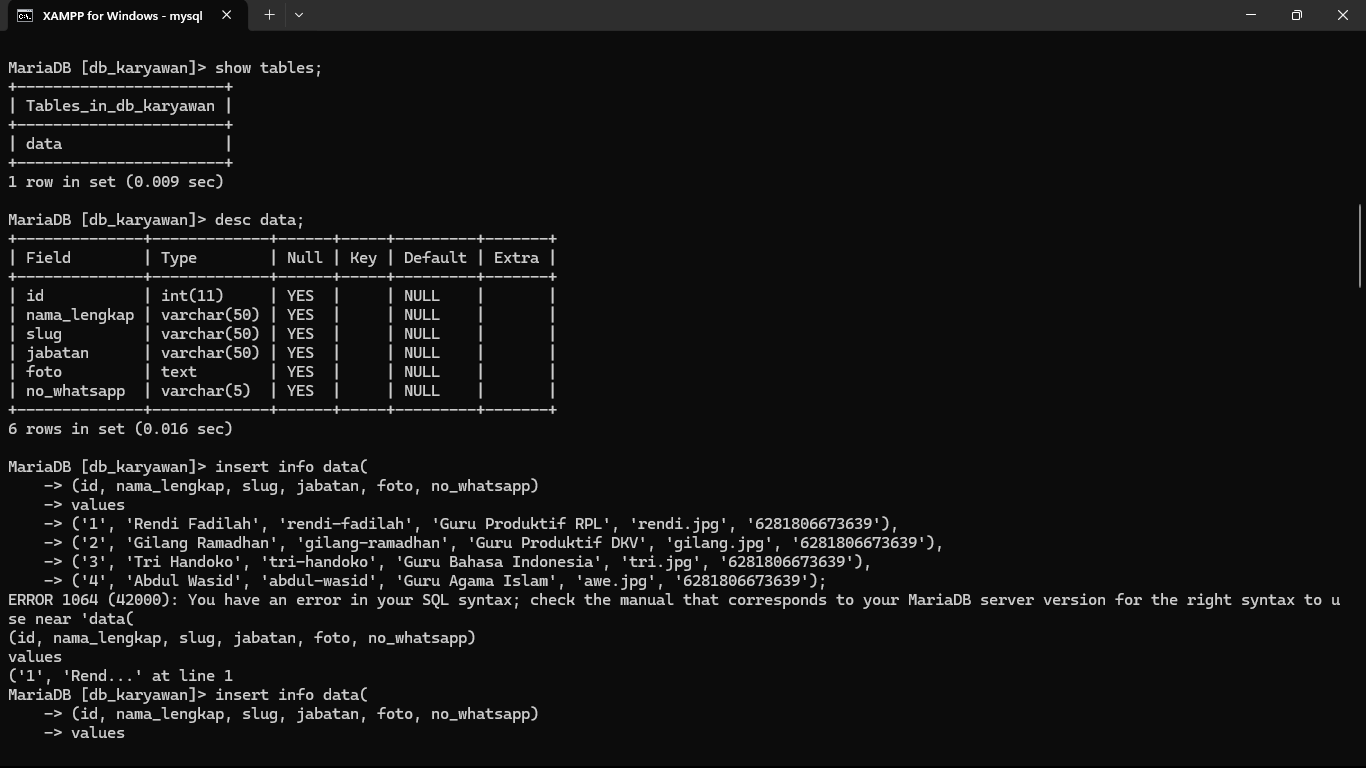 XAMPP for Windows - mysql
MariaDB [db_karyawan]> show tables;
+-----------------------+
| Tables_in_db_karyawan |
+-----------------------+
| data                  |
+-----------------------+
1 row in set (0.009 sec)
MariaDB [db_karyawan]> desc data;
+--------------+-------------+------+-----+---------+-------+
| Field        | Type        | Null | Key | Default | Extra |
+--------------+-------------+------+-----+---------+-------+
| id           | int(11)     | YES  |     | NULL    |       |
| nama_lengkap | varchar(50) | YES  |     | NULL    |       |
| slug         | varchar(50) | YES  |     | NULL    |       |
| jabatan      | varchar(50) | YES  |     | NULL    |       |
| foto         | text        | YES  |     | NULL    |       |
| no_whatsapp  | varchar(5)  | YES  |     | NULL    |       |
+--------------+-------------+------+-----+---------+-------+
6 rows in set (0.016 sec)
MariaDB [db_karyawan]> insert info data(
    -> (id, nama_lengkap, slug, jabatan, foto, no_whatsapp)
    -> values
    -> ('1', 'Rendi Fadilah', 'rendi-fadilah', 'Guru Produktif RPL', 'rendi.jpg', '6281806673639'),
    -> ('2', 'Gilang Ramadhan', 'gilang-ramadhan', 'Guru Produktif DKV', 'gilang.jpg', '6281806673639'),
    -> ('3', 'Tri Handoko', 'tri-handoko', 'Guru Bahasa Indonesia', 'tri.jpg', '6281806673639'),
    -> ('4', 'Abdul Wasid', 'abdul-wasid', 'Guru Agama Islam', 'awe.jpg', '6281806673639');
ERROR 1064 (42000): You have an error in your SQL syntax; check the manual that corresponds to your MariaDB server version for the right syntax to u
se near 'data(
(id, nama_lengkap, slug, jabatan, foto, no_whatsapp)
values
('1', 'Rend...' at line 1
MariaDB [db_karyawan]> insert info data(
    -> (id, nama_lengkap, slug, jabatan, foto, no_whatsapp)
    -> values